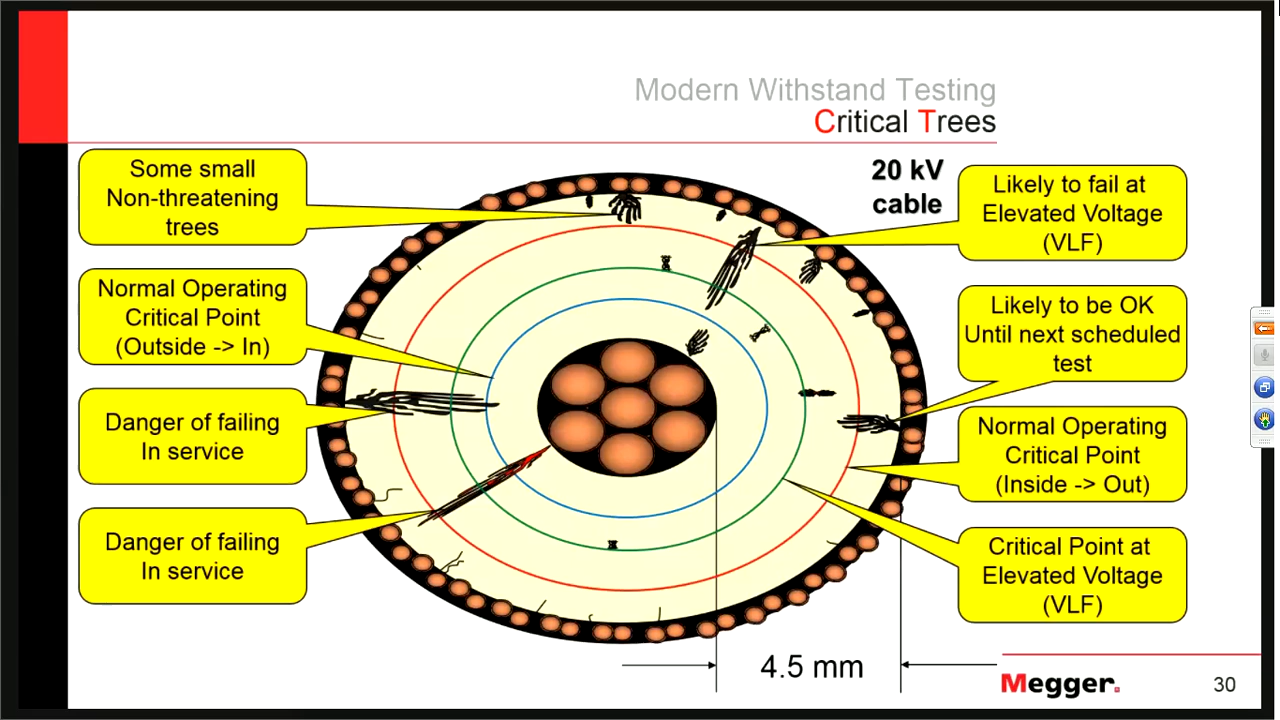 Modern Withstand Testing
Critical Trees
Some small
Non-threatening
trees
Normal Operating
Critical Point
(Outside -> In)
Danger of failing
In service
Danger of failing
In service
20 kV
cable
Likely to fail at
Elevated Voltage
(VLF)
Likely to be OK
Until next scheduled
test
Normal Operating
Critical Point
(Inside -> Out)
Critical Point at
Elevated Voltage
(VLF)
4.5 mm
Megger.
30